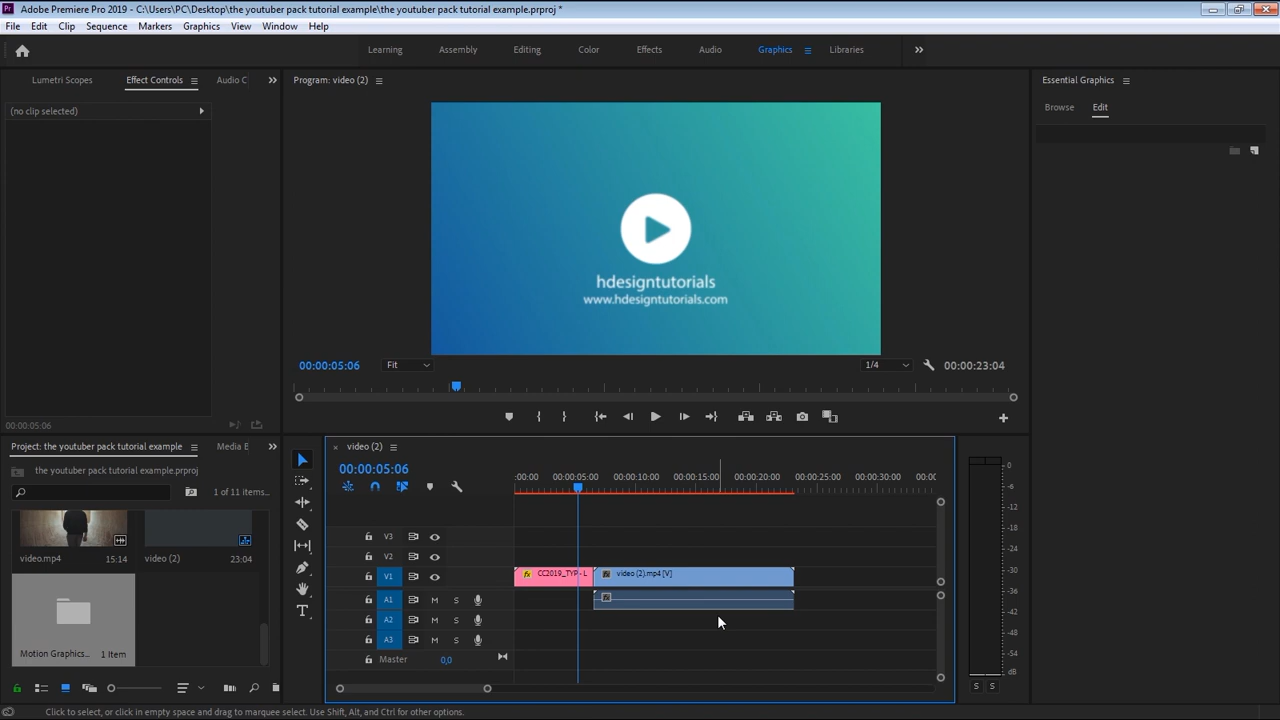 Adobe Premiere Pro 2019 - C:\Users\PC\Desktop\the youtuber pack tutorial example\the youtuber pack tutorial example.prproj *
File Edit Clip Sequence Markers Graphics View Window Help
Learning Assembly Editing Color Effects Audio Graphics Libraries
Lumetri Scopes Effect Controls Audio C
Program: video (2)
Essential Graphics
(no clip selected)
Browse Edit
hdesigntutorials
www.hdesigntutorials.com
00:00:05:06 Fit 1/4 00:00:23:04
00:00:05:06
Project: the youtuber pack tutorial example Media E
video (2)
the youtuber pack tutorial example.prproj
00:00:05:06
1 of 11 items...
:00:00 00:00:05:00 00:00:10:00 00:00:15:00 00:00:20:00 00:00:25:00 00:00:30:00 00:00
video.mp4 15:14 video (2) 23:04
V3
V2
V1 CC2019_TYP - L video (2).mp4 [V]
A1 M S
A2 M S
A3 M S
Master 0,0
Motion Graphics... 1 Item
0
-6
-12
-18
-24
-30
-36
-42
-48
-54
dB
S S
Click to select, or click in empty space and drag to marquee select. Use Shift, Alt, and Ctrl for other options.